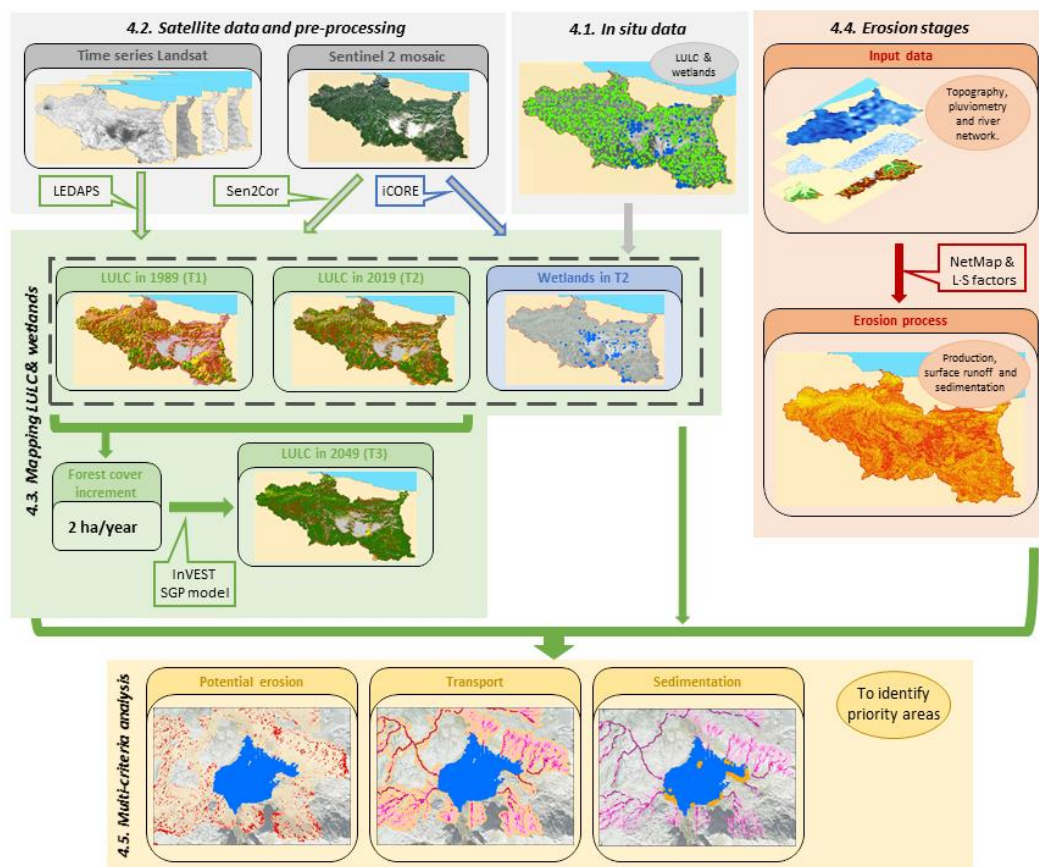 4.2. Satellite data and pre-processing
Time series Landsat
Sentinel 2 mosaic
4.1. In situ data
LULC &
wetlands
4.4. Erosion stages
Input data
Topography,
pluviometry
and river
network.
LEDAPS
Sen2Cor
iCORE
NetMap &
L-S factors
4.3. Mapping LULC & wetlands
LULC in 1989 (T1)
LULC in 2019 (T2)
Wetlands in T2
Erosion process
Production,
surface runoff and
sedimentation
Forest cover
increment
2 ha/year
LULC in 2049 (T3)
InVEST
SGP model
4.5. Multi-criteria analysis
Potential erosion
Transport
Sedimentation
To identify
priority areas